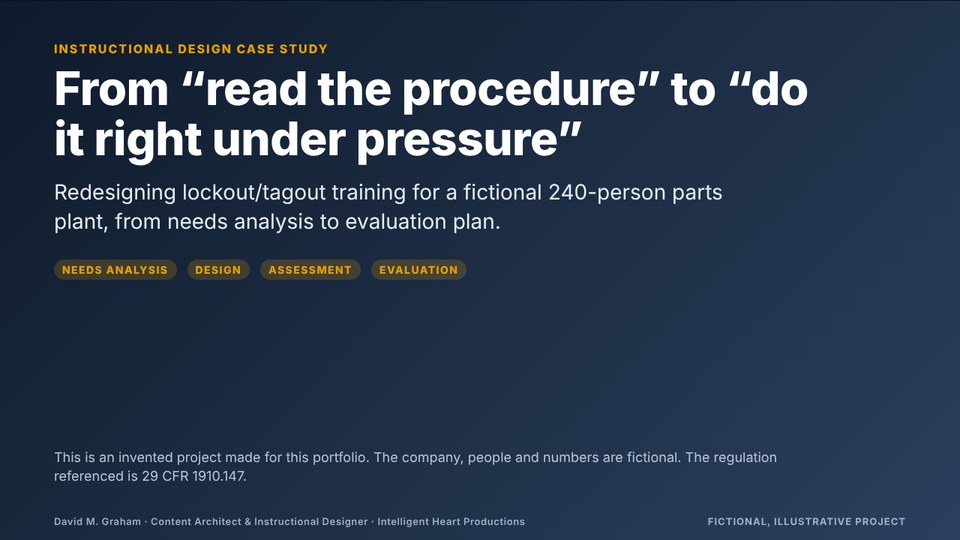 INSTRUCTIONAL DESIGN CASE STUDY
From “read the procedure” to “do
it right under pressure”
Redesigning lockout/tagout training for a fictional 240-person parts
plant, from needs analysis to evaluation plan.
NEEDS ANALYSIS DESIGN ASSESSMENT EVALUATION
This is an invented project made for this portfolio. The company, people and numbers are fictional. The regulation
referenced is 29 CFR 1910.147.
David M. Graham · Content Architect & Instructional Designer · Intelligent Heart Productions FICTIONAL, ILLUSTRATIVE PROJECT